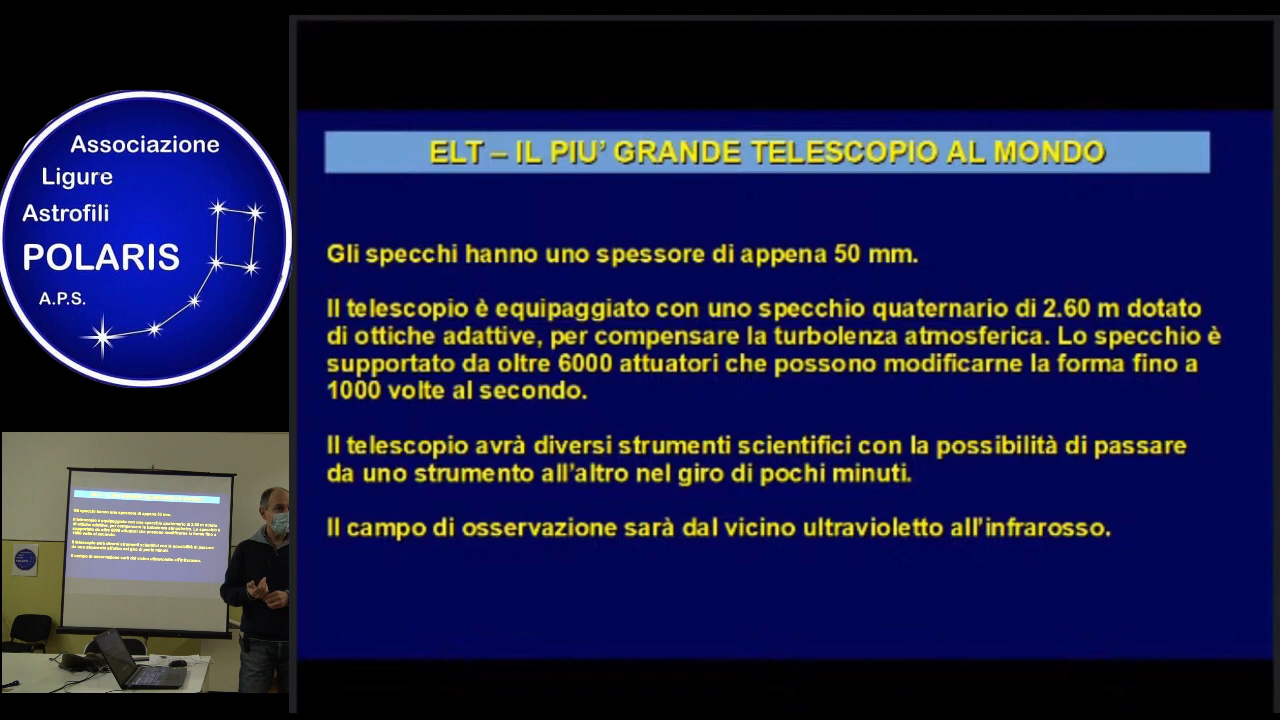 Associazione
Ligure
Astrofili
POLARIS
A.P.S.
ELT – IL PIU’ GRANDE TELESCOPIO AL MONDO
Gli specchi hanno uno spessore di appena 50 mm.
Il telescopio è equipaggiato con uno specchio quaternario di 2.60 m dotato
di ottiche adattive, per compensare la turbolenza atmosferica. Lo specchio è
supportato da oltre 6000 attuatori che possono modificarne la forma fino a
1000 volte al secondo.
Il telescopio avrà diversi strumenti scientifici con la possibilità di passare
da uno strumento all’altro nel giro di pochi minuti.
Il campo di osservazione sarà dal vicino ultravioletto all’infrarosso.